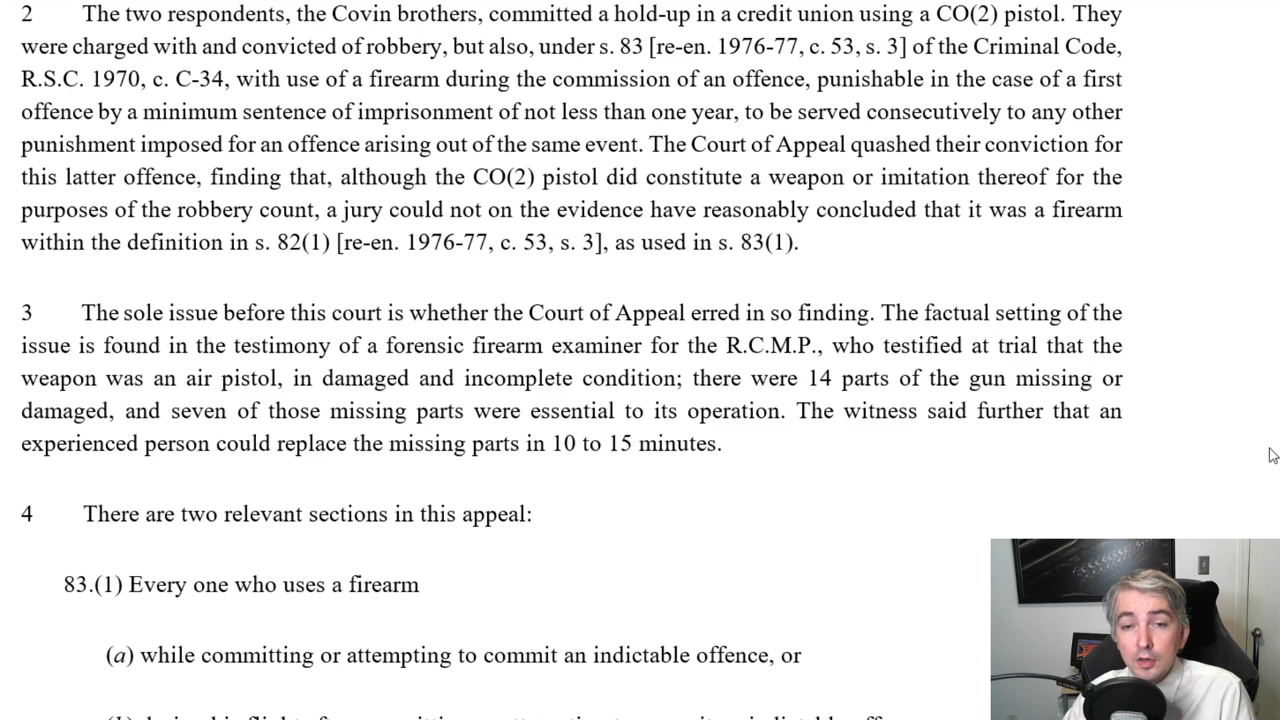 2 The two respondents, the Covin brothers, committed a hold-up in a credit union using a CO(2) pistol. They
were charged with and convicted of robbery, but also, under s. 83 [re-en. 1976-77, c. 53, s. 3] of the Criminal Code,
R.S.C. 1970, c. C-34, with use of a firearm during the commission of an offence, punishable in the case of a first
offence by a minimum sentence of imprisonment of not less than one year, to be served consecutively to any other
punishment imposed for an offence arising out of the same event. The Court of Appeal quashed their conviction for
this latter offence, finding that, although the CO(2) pistol did constitute a weapon or imitation thereof for the
purposes of the robbery count, a jury could not on the evidence have reasonably concluded that it was a firearm
within the definition in s. 82(1) [re-en. 1976-77, c. 53, s. 3], as used in s. 83(1).
3 The sole issue before this court is whether the Court of Appeal erred in so finding. The factual setting of the
issue is found in the testimony of a forensic firearm examiner for the R.C.M.P., who testified at trial that the
weapon was an air pistol, in damaged and incomplete condition; there were 14 parts of the gun missing or
damaged, and seven of those missing parts were essential to its operation. The witness said further that an
experienced person could replace the missing parts in 10 to 15 minutes.
4 There are two relevant sections in this appeal:
83.(1) Every one who uses a firearm
(a) while committing or attempting to commit an indictable offence, or